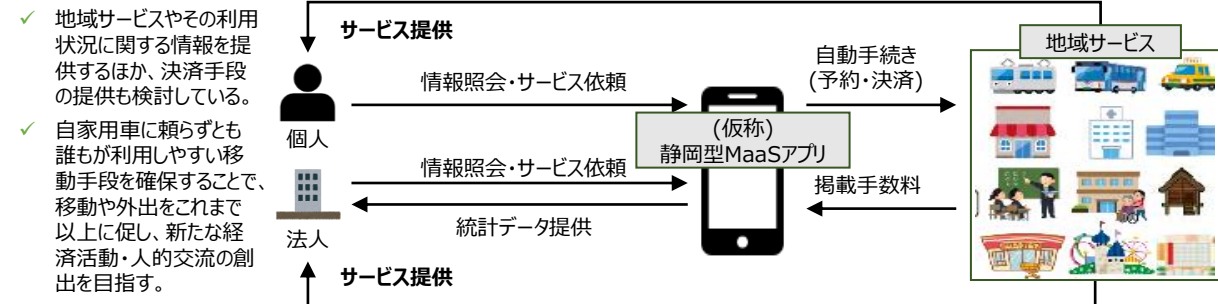 ✓ 地域サービスやその利用
状況に関する情報を提
供するほか、決済手段
の提供も検討している。
✓ 自家用車に頼らずとも
誰もが利用しやすい移
動手段を確保することで、
移動や外出をこれまで
以上に促し、新たな経
済活動・人的交流の創
出を目指す。
サービス提供
個人
情報照会・サービス依頼
法人
情報照会・サービス依頼
統計データ提供
サービス提供
(仮称)
静岡型MaaSアプリ
自動手続き
(予約・決済)
掲載手数料
地域サービス